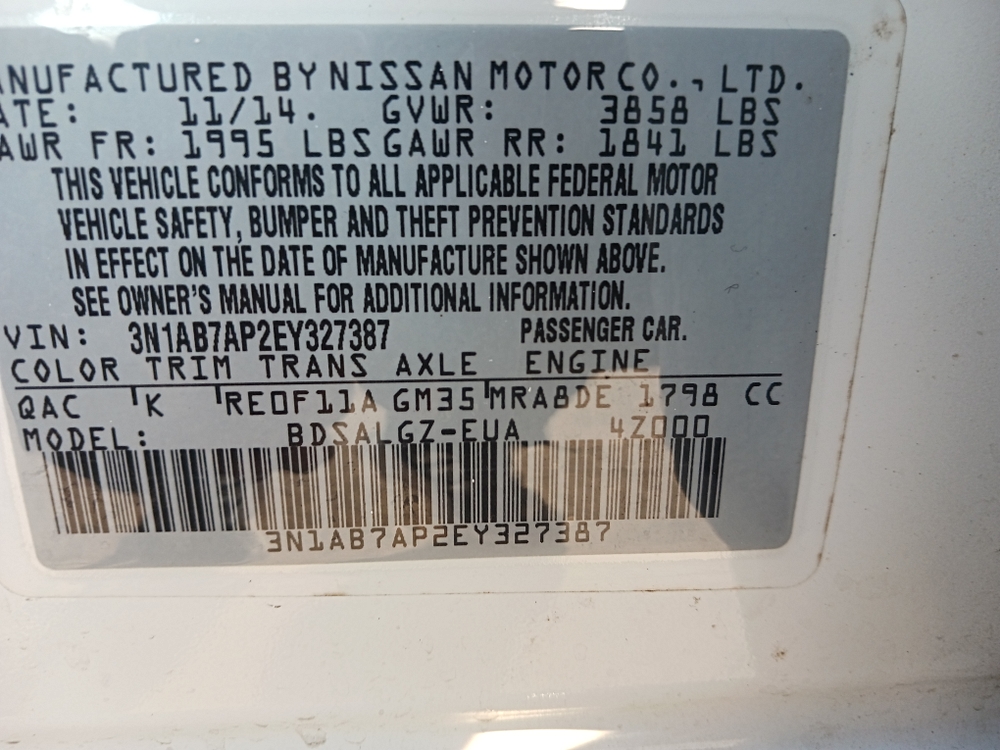 NUFACTURED BY NISSAN MOTOR CO., LTD.
ATE: 11/14. GVWR: 3858 LBS
AWR FR: 1995 LBS GAWR RR: 1841 LBS
THIS VEHICLE CONFORMS TO ALL APPLICABLE FEDERAL MOTOR
VEHICLE SAFETY, BUMPER AND THEFT PREVENTION STANDARDS
IN EFFECT ON THE DATE OF MANUFACTURE SHOWN ABOVE.
SEE OWNER'S MANUAL FOR ADDITIONAL INFORMATION.
VIN: 3N1AB7AP2EY327387 PASSENGER CAR.
COLOR TRIM TRANS AXLE ENGINE
QAC K RE0F11A GM35 MRA8DE 1798 CC
MODEL: BDSALGZ-EUA 4Z000
3N1AB7AP2EY327387